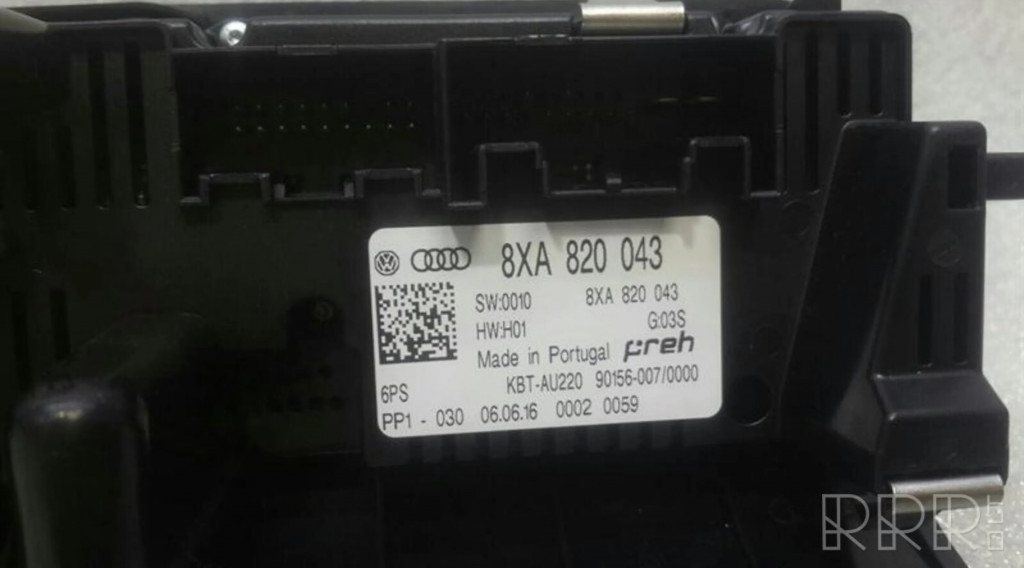 8XA 820 043
SW:0010 8XA 820 043
HW:H01 G:03S
Made in Portugal preh
6PS KBT-AU220 90156-007/0000
PP1 - 030 06.06.16 0002 0059
RRR